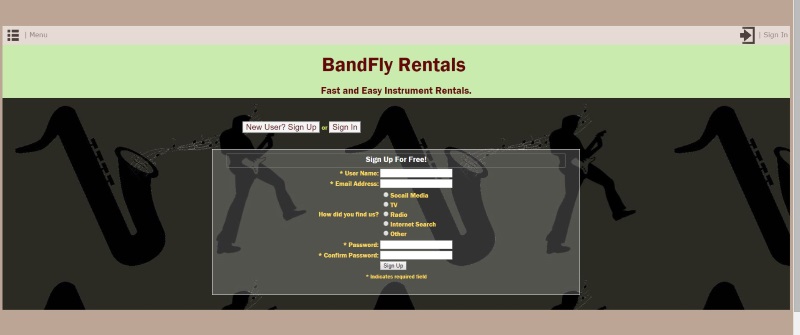 | Menu
| Sign In
BandFly Rentals
Fast and Easy Instrument Rentals.
New User? Sign Up or Sign In
Sign Up For Free!
* User Name:
* Email Address:
How did you find us?
Socail Media
TV
Radio
Internet Search
Other
* Password:
* Confirm Password:
Sign Up
* Indicates required field